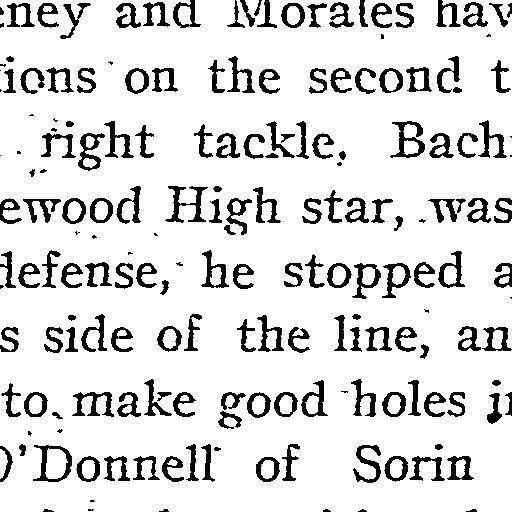 eney and Morales hav
tions on the second t
right tackle, Bach
ewood High star, was
defense, he stopped a
s side of the line, an
to make good holes in
O'Donnell of Sorin